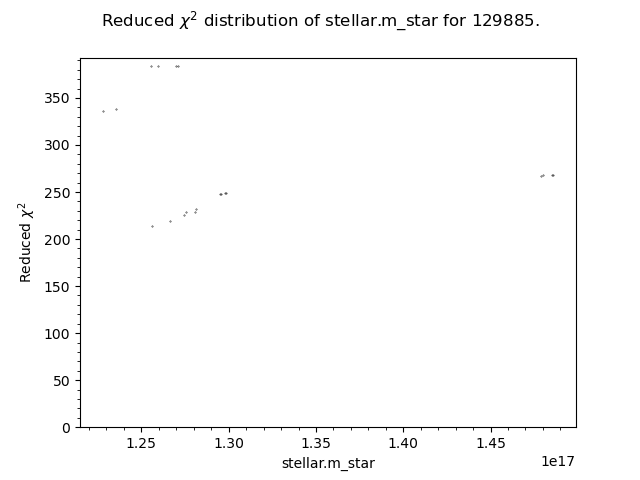 Reduced χ² distribution of stellar.m_star for 129885.
Reduced χ²
350
300
250
200
150
100
50
0
1.25 1.30 1.35 1.40 1.45
stellar.m_star
1e17